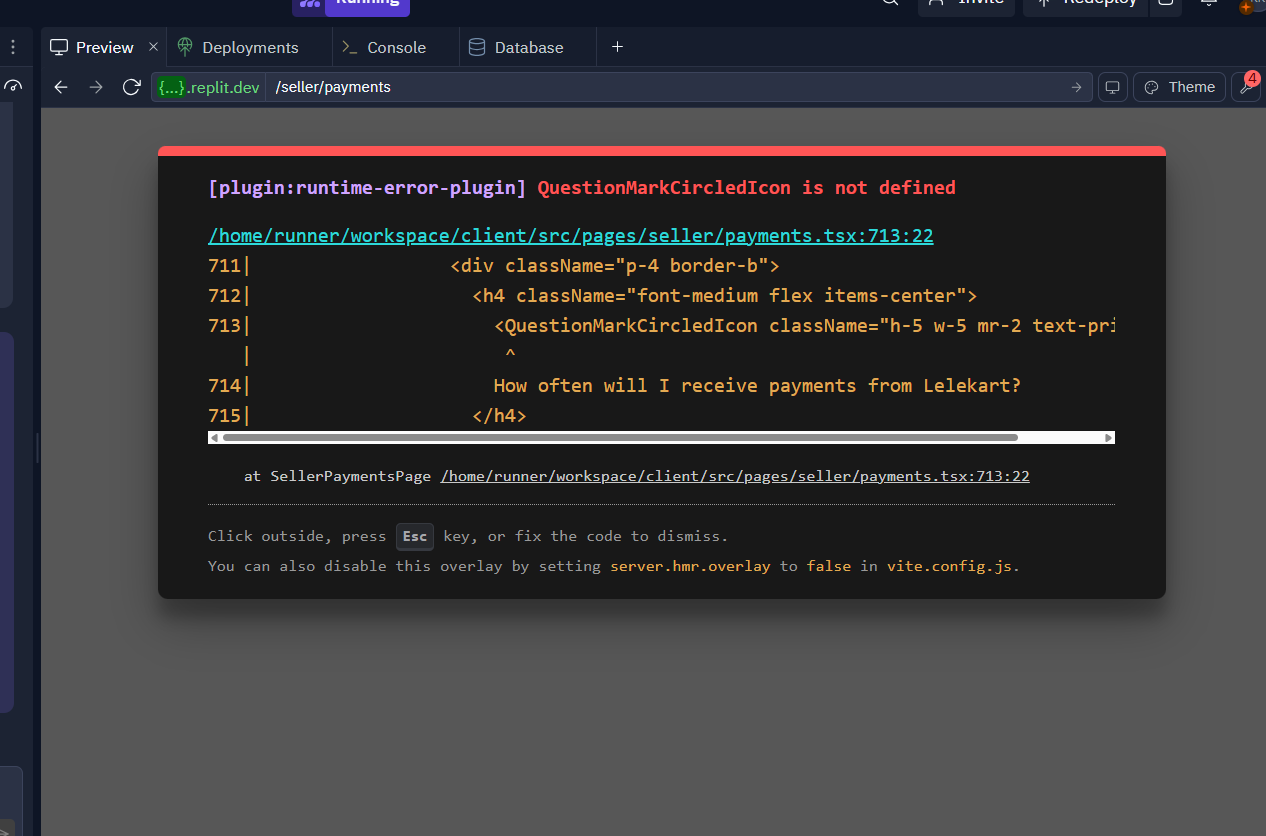 Running
Invite
Redeploy
Preview
Deployments
Console
Database
{...}.replit.dev
/seller/payments
Theme
4
[plugin:runtime-error-plugin] QuestionMarkCircledIcon is not defined
/home/runner/workspace/client/src/pages/seller/payments.tsx:713:22
711| <div className="p-4 border-b">
712| <h4 className="font-medium flex items-center">
713| <QuestionMarkCircledIcon className="h-5 w-5 mr-2 text-pri
| ^
714| How often will I receive payments from Lelekart?
715| </h4>
at SellerPaymentsPage /home/runner/workspace/client/src/pages/seller/payments.tsx:713:22
Click outside, press Esc key, or fix the code to dismiss.
You can also disable this overlay by setting server.hmr.overlay to false in vite.config.js.